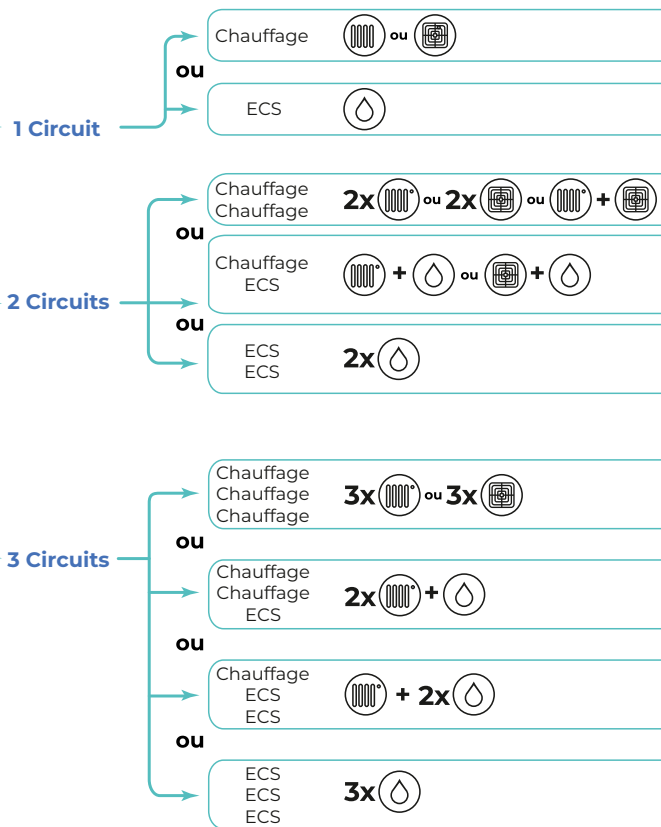 Chauffage ou
ou
1 Circuit
ECS
Chauffage
Chauffage
2x ou 2x ou +
ou
Chauffage
ECS
+ ou +
2 Circuits
ou
ECS
ECS
2x
Chauffage
Chauffage
Chauffage
3x ou 3x
ou
3 Circuits
Chauffage
Chauffage
ECS
2x +
ou
Chauffage
ECS
ECS
+ 2x
ou
ECS
ECS
ECS
3x